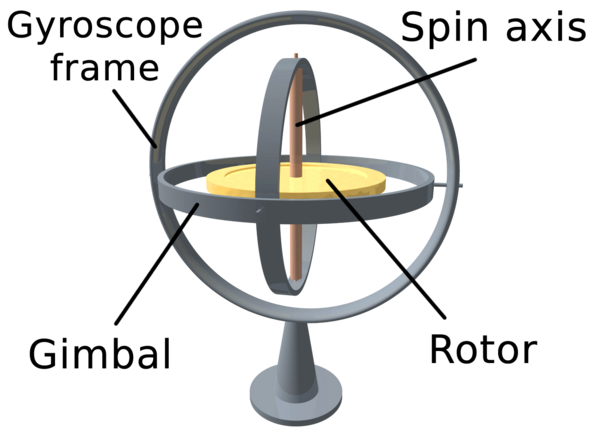 Gyroscope
frame
Spin axis
Gimbal
Rotor